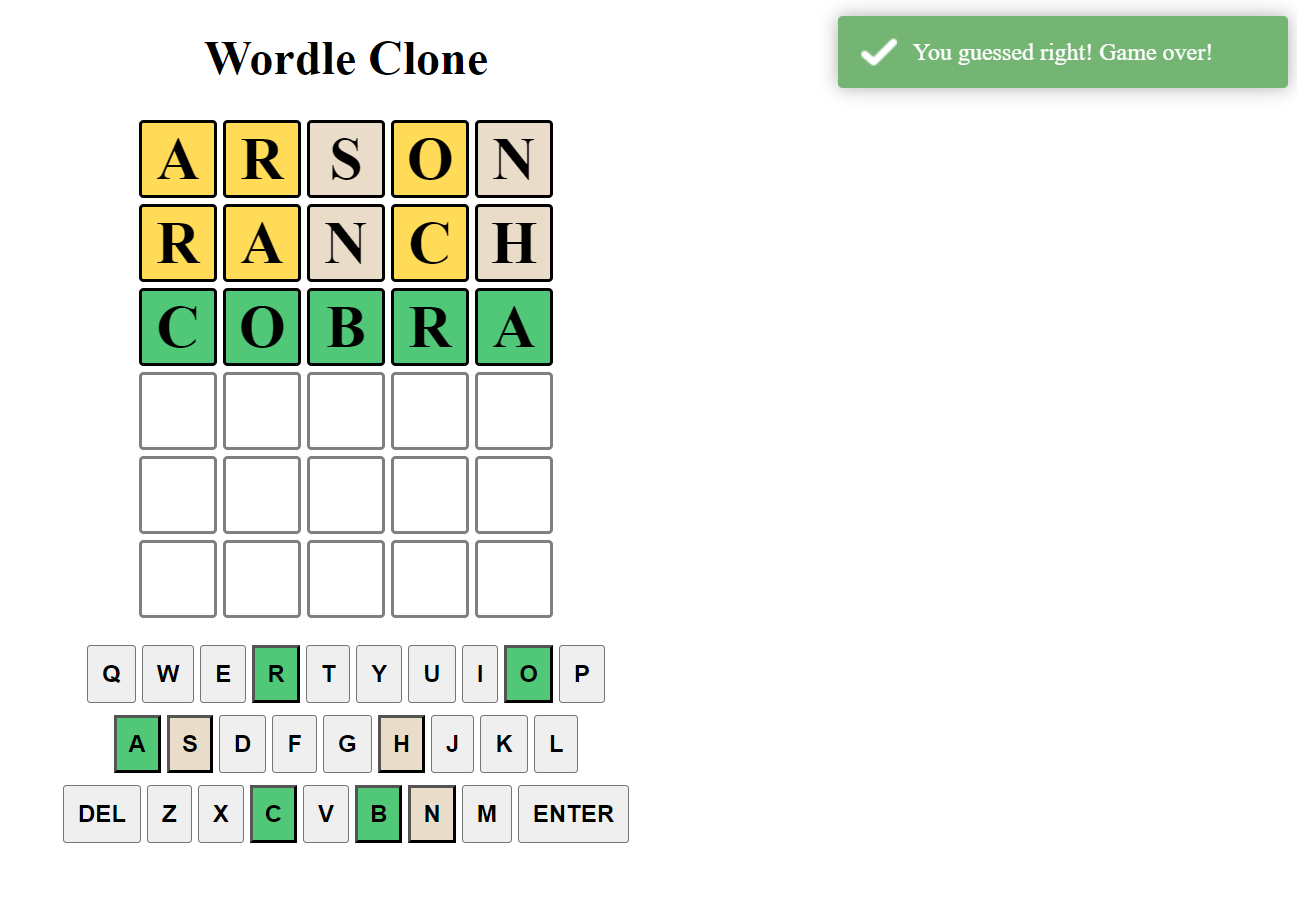 Wordle Clone
You guessed right! Game over!
A R S O N
R A N C H
C O B R A
Q W E R T Y U I O P
A S D F G H J K L
DEL Z X C V B N M ENTER